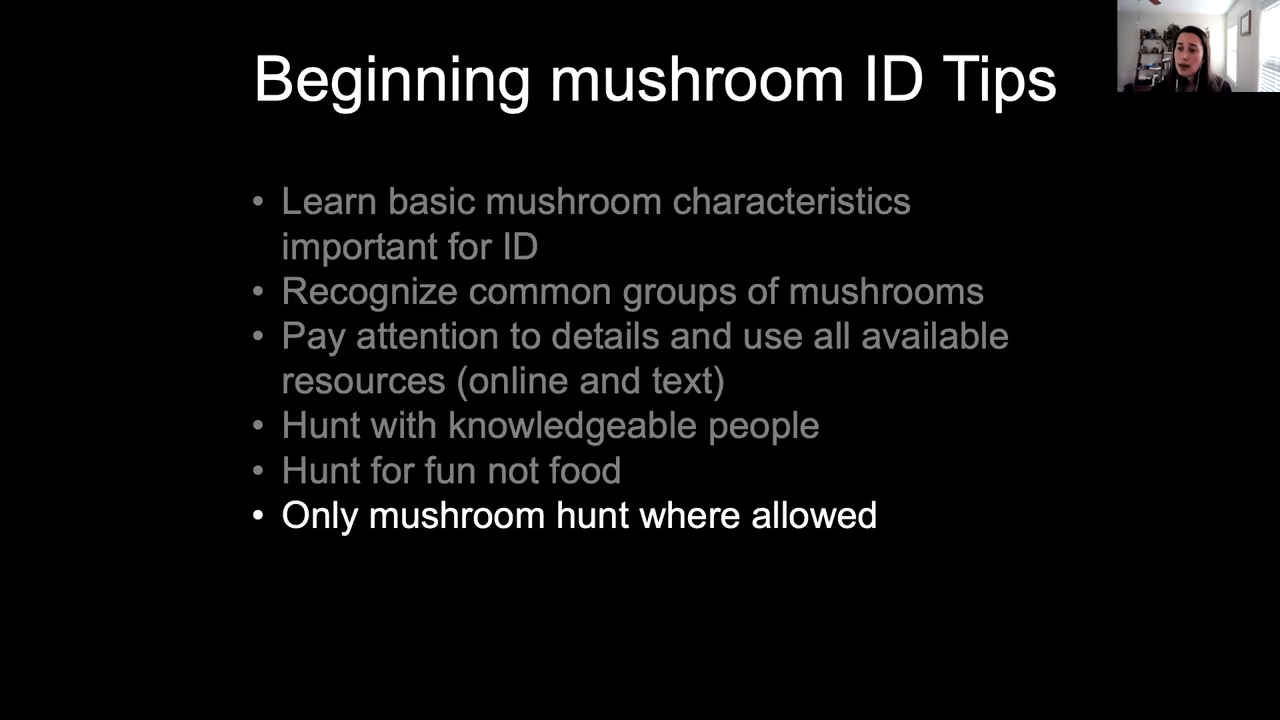 Beginning mushroom ID Tips
• Learn basic mushroom characteristics
important for ID
• Recognize common groups of mushrooms
• Pay attention to details and use all available
resources (online and text)
• Hunt with knowledgeable people
• Hunt for fun not food
• Only mushroom hunt where allowed